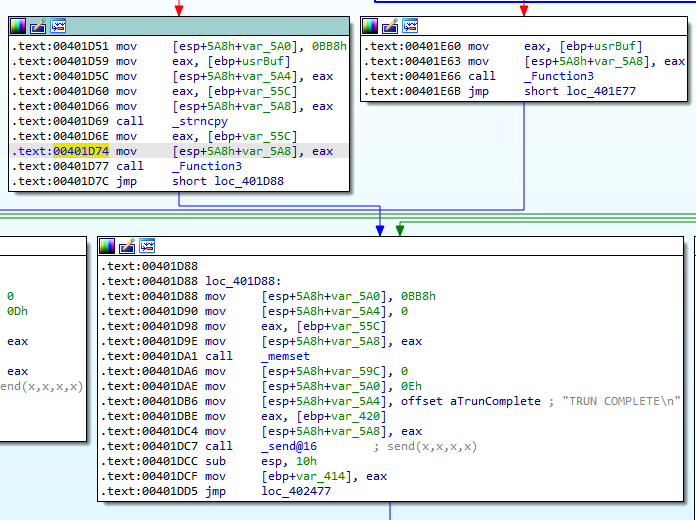 .text:00401D51 mov [esp+5A8h+var_5A0], 0BB8h
.text:00401D59 mov eax, [ebp+usrBuf]
.text:00401D5C mov [esp+5A8h+var_5A4], eax
.text:00401D60 mov eax, [ebp+var_55C]
.text:00401D66 mov [esp+5A8h+var_5A8], eax
.text:00401D69 call _strncpy
.text:00401D6E mov eax, [ebp+var_55C]
.text:00401D74 mov [esp+5A8h+var_5A8], eax
.text:00401D77 call _Function3
.text:00401D7C jmp short loc_401D88
.text:00401E60 mov eax, [ebp+usrBuf]
.text:00401E63 mov [esp+5A8h+var_5A8], eax
.text:00401E66 call _Function3
.text:00401E6B jmp short loc_401E77
0
0Dh
eax
eax
end(x,x,x,x)
.text:00401D88
.text:00401D88 loc_401D88:
.text:00401D88 mov [esp+5A8h+var_5A0], 0BB8h
.text:00401D90 mov [esp+5A8h+var_5A4], 0
.text:00401D98 mov eax, [ebp+var_55C]
.text:00401D9E mov [esp+5A8h+var_5A8], eax
.text:00401DA1 call _memset
.text:00401DA6 mov [esp+5A8h+var_59C], 0
.text:00401DAE mov [esp+5A8h+var_5A0], 0Eh
.text:00401DB6 mov [esp+5A8h+var_5A4], offset aTrunComplete ; "TRUN COMPLETE\n"
.text:00401DBE mov eax, [ebp+var_420]
.text:00401DC4 mov [esp+5A8h+var_5A8], eax
.text:00401DC7 call _send@16 ; send(x,x,x,x)
.text:00401DCC sub esp, 10h
.text:00401DCF mov [ebp+var_414], eax
.text:00401DD5 jmp loc_402477